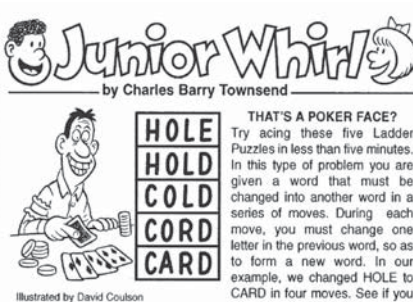 Junior Whirl
by Charles Barry Townsend
HOLE
HOLD
COLD
CORD
CARD
Illustrated by David Coulson
THAT'S A POKER FACE?
Try acing these five Ladder
Puzzles in less than five minutes.
In this type of problem you are
given a word that must be
changed into another word in a
series of moves. During each
move, you must change one
letter in the previous word, so as
to form a new word. In our
example, we changed HOLE to
CARD in four moves. See if you